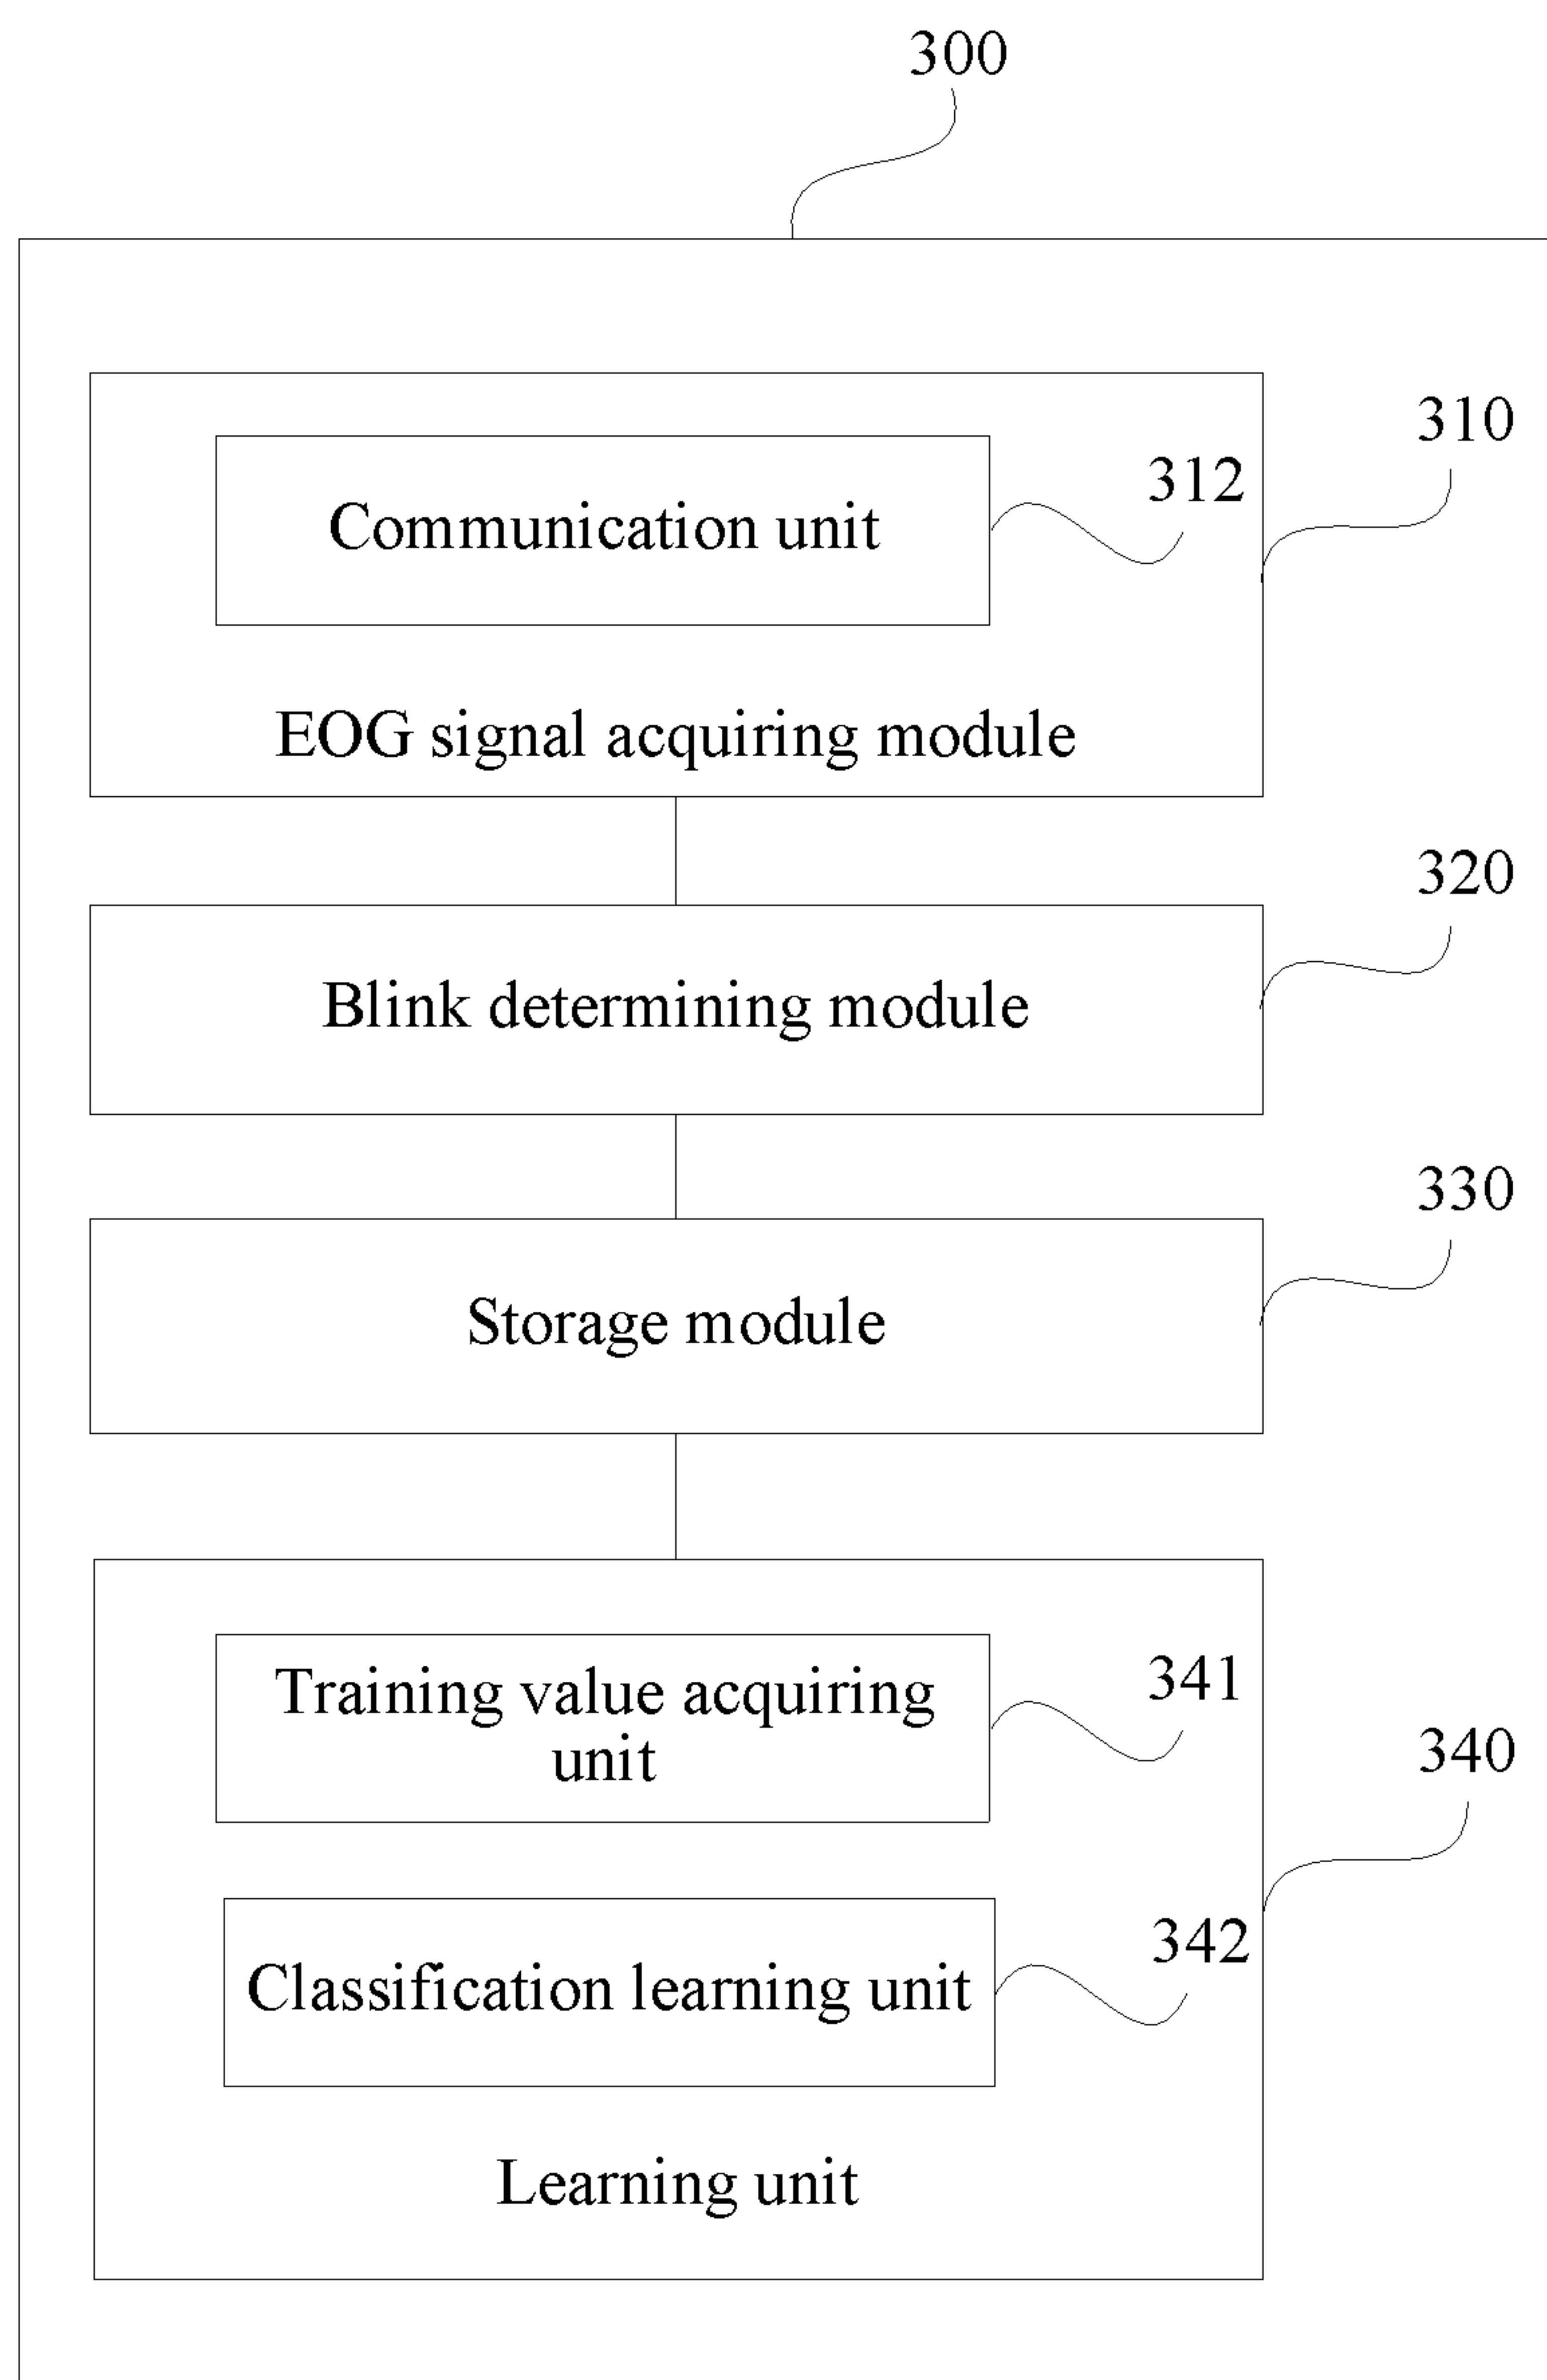 300
310
312
Communication unit
EOG signal acquiring module
320
Blink determining module
330
Storage module
341
Training value acquiring
unit
340
342
Classification learning unit
Learning unit